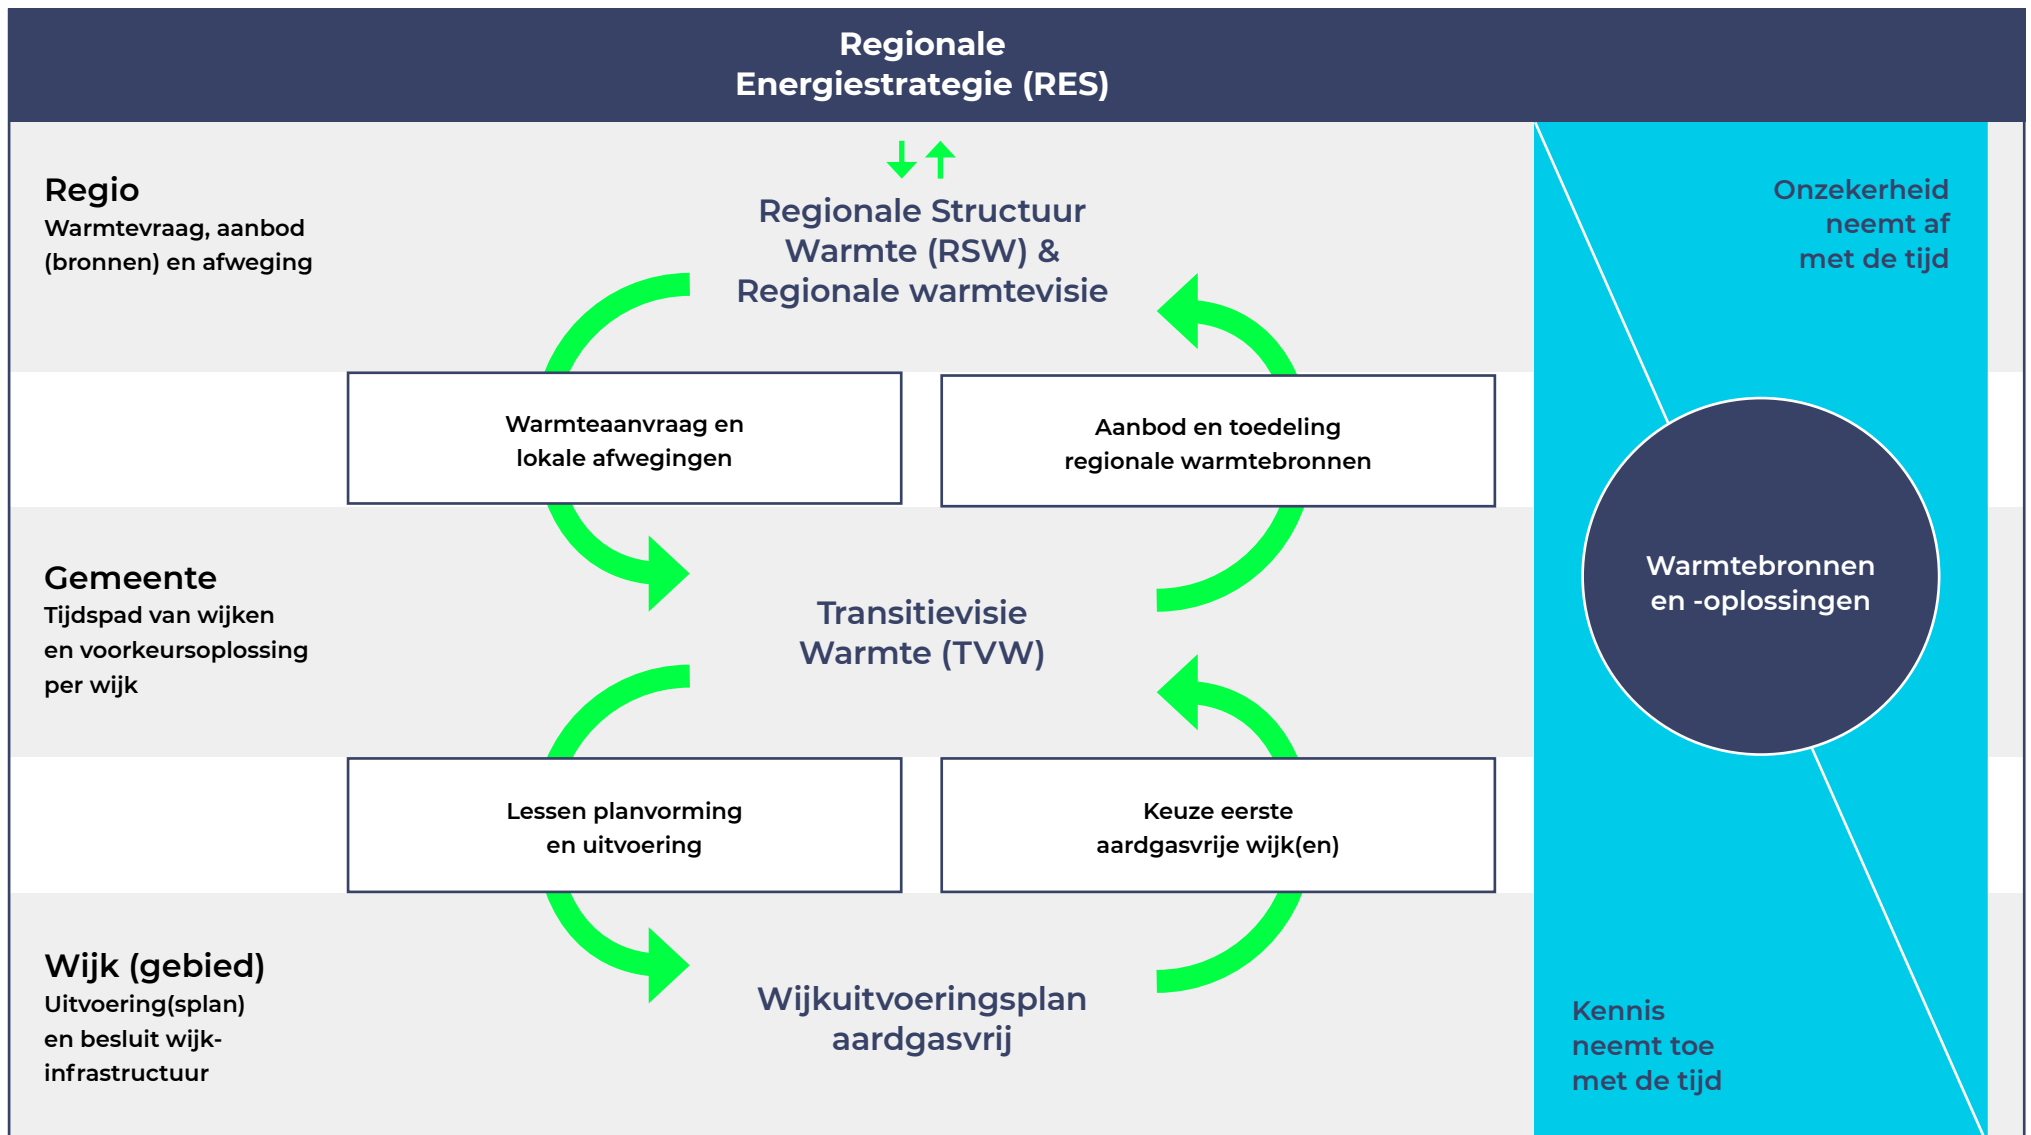 Regionale
Energiestrategie (RES)
Regio
Warmtevraag, aanbod
(bronnen) en afweging
Regionale Structuur
Warmte (RSW) &
Regionale warmtevisie
Onzekerheid
neemt af
met de tijd
Warmteaanvraag en
lokale afwegingen
Aanbod en toedeling
regionale warmtebronnen
Gemeente
Tijdspad van wijken
en voorkeursoplossing
per wijk
Transitievisie
Warmte (TVW)
Warmtebronnen
en -oplossingen
Lessen planvorming
en uitvoering
Keuze eerste
aardgasvrije wijk(en)
Wijk (gebied)
Uitvoering(splan)
en besluit wijk-
infrastructuur
Wijkuitvoeringsplan
aardgasvrij
Kennis
neemt toe
met de tijd